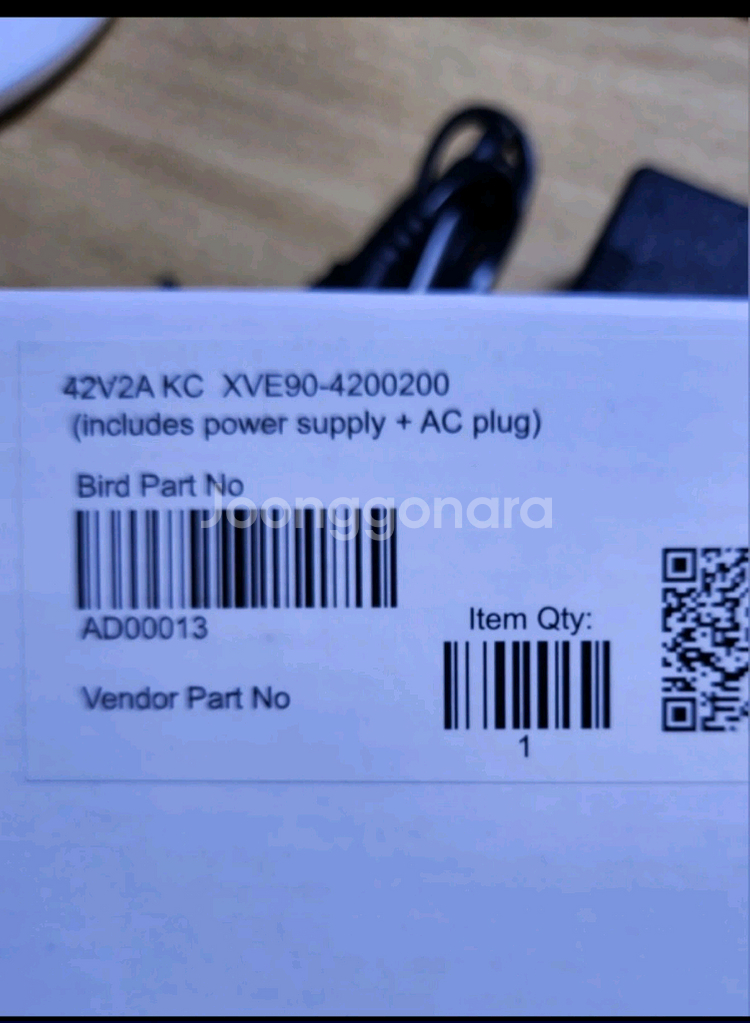 42V2A KC XVE90-4200200
(includes power supply + AC plug)
Bird Part No
Joonggonara
AD00013
Item Qty:
Vendor Part No
1